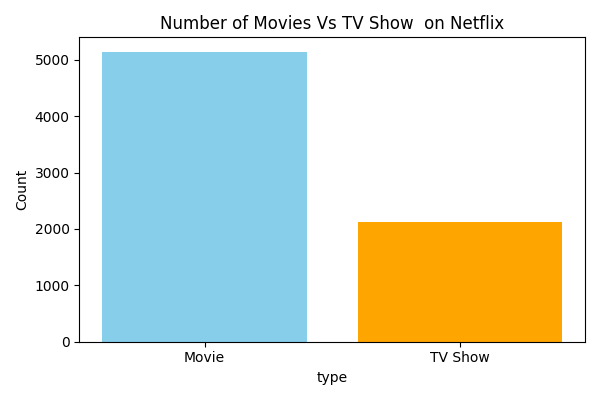 Number of Movies Vs TV Show  on Netflix
5000
4000
3000
2000
1000
0
Count
Movie
TV Show
type